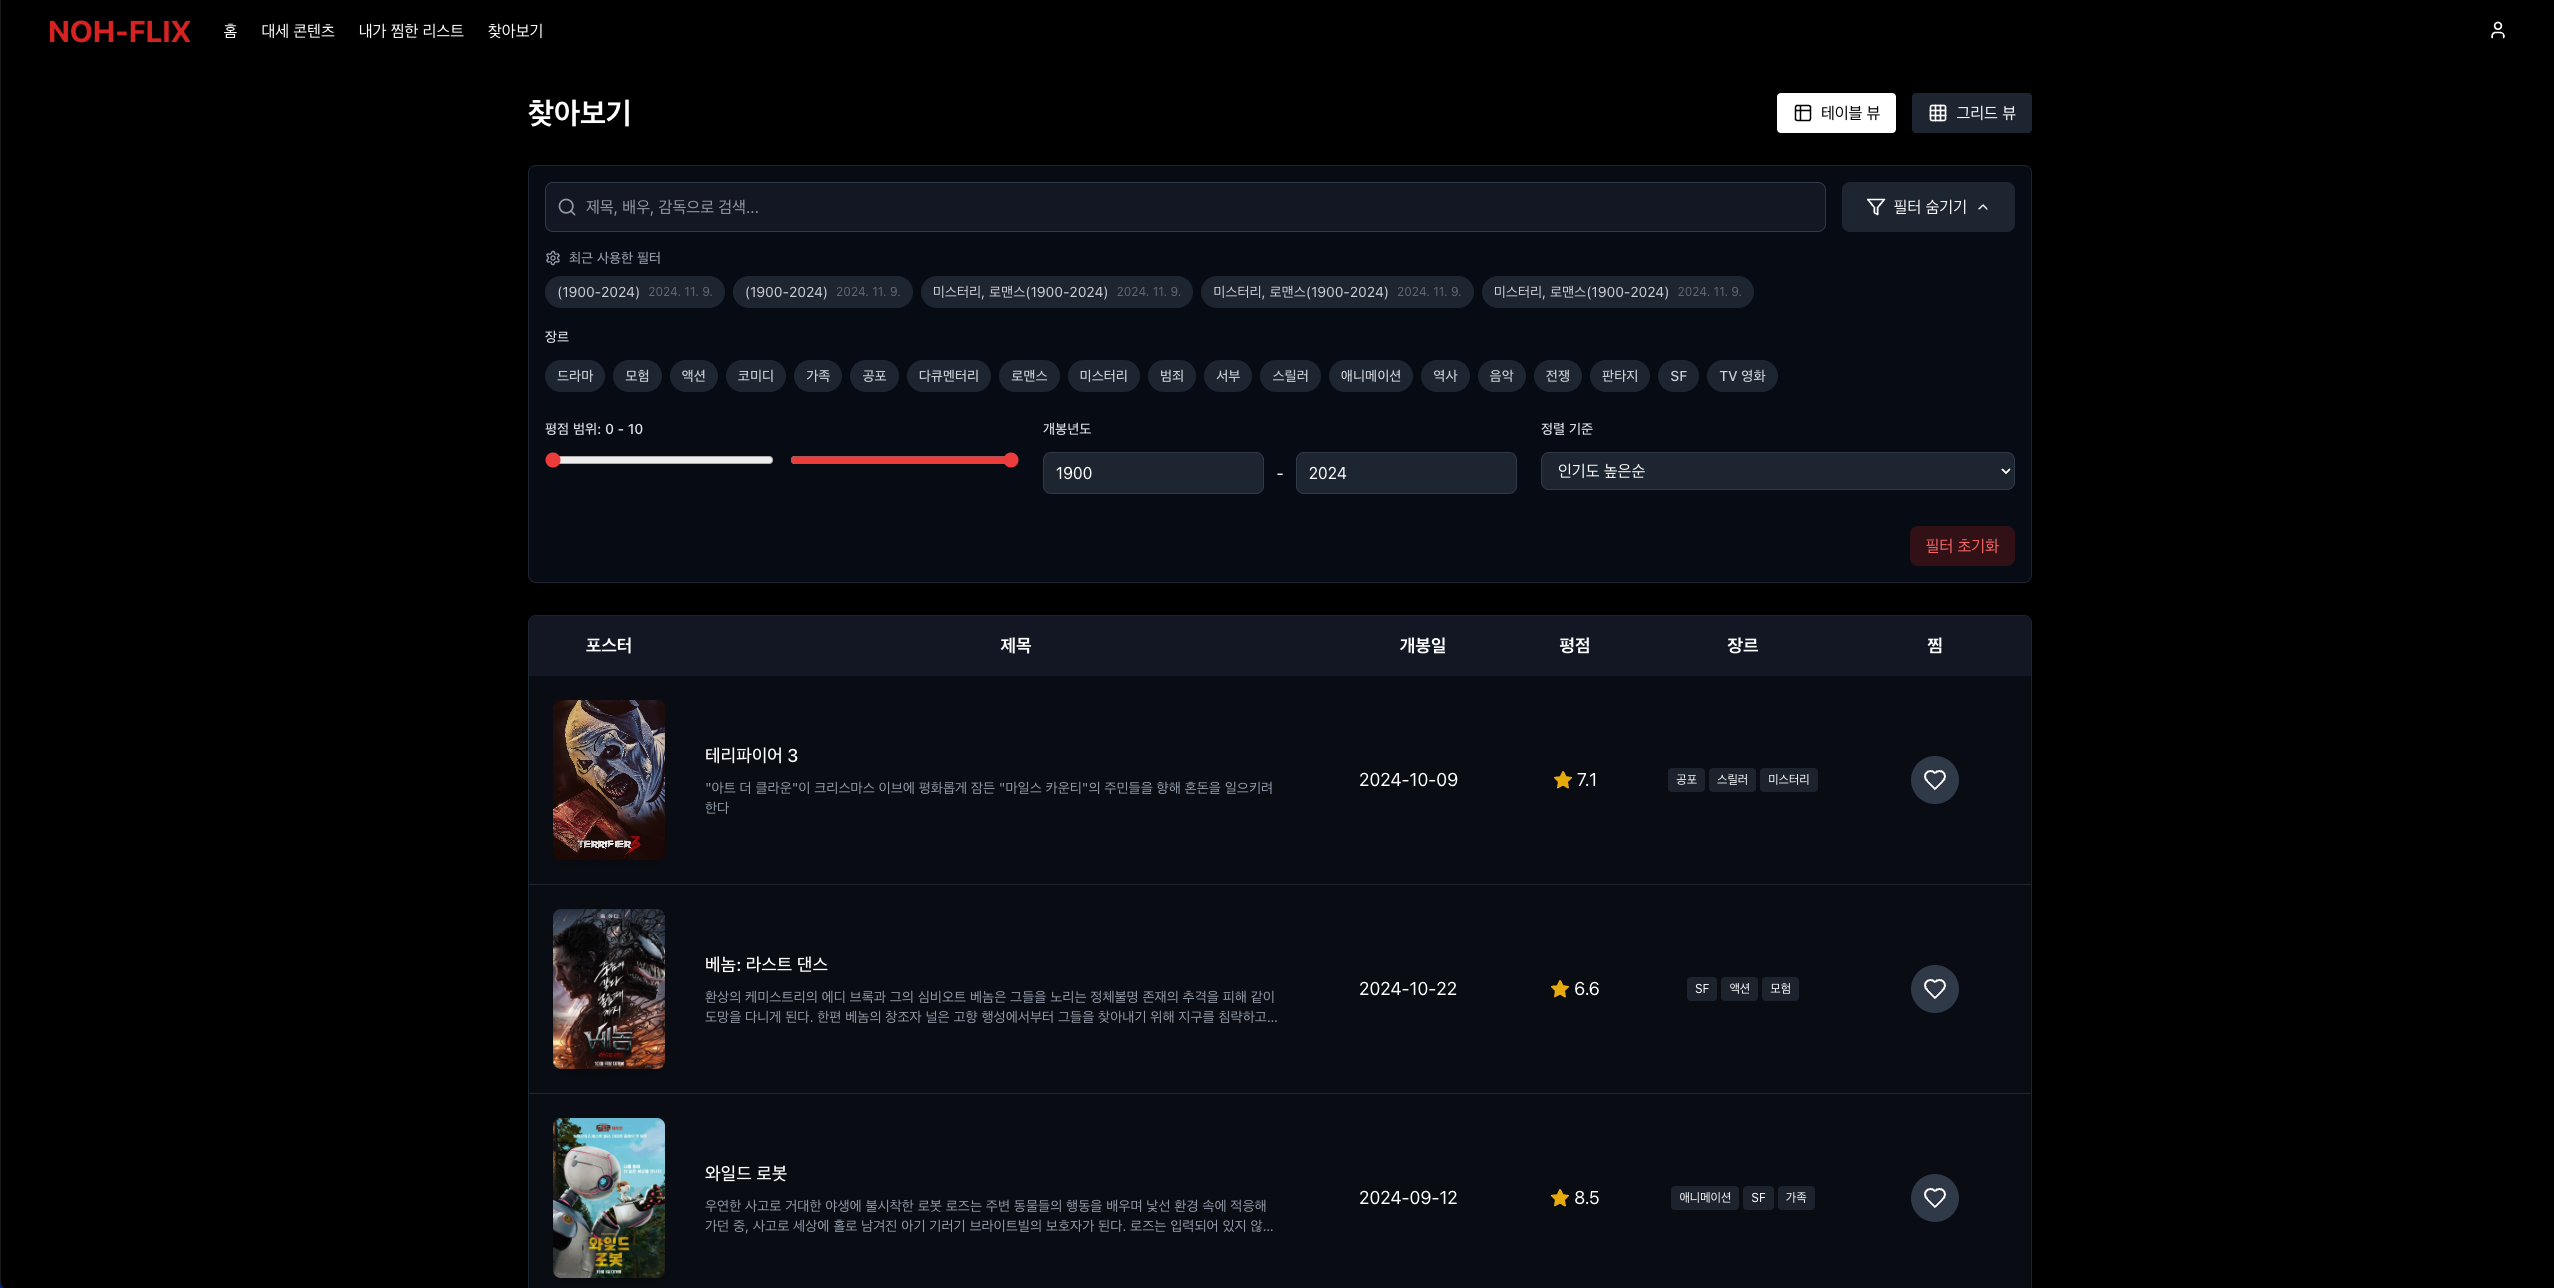 NOH-FLIX 홈 대세 콘텐츠 내가 찜한 리스트 찾아보기
찾아보기 테이블 뷰 그리드 뷰
제목, 배우, 감독으로 검색... 필터 숨기기
최근 사용한 필터
(1900-2024) 2024. 11. 9. (1900-2024) 2024. 11. 9. 미스터리, 로맨스(1900-2024) 2024. 11. 9. 미스터리, 로맨스(1900-2024) 2024. 11. 9. 미스터리, 로맨스(1900-2024) 2024. 11. 9.
장르
드라마 모험 액션 코미디 가족 공포 다큐멘터리 로맨스 미스터리 범죄 서부 스릴러 애니메이션 역사 음악 전쟁 판타지 SF TV 영화
평점 범위: 0 - 10 개봉년도 정렬 기준
1900 - 2024 인기도 높은순
필터 초기화
포스터 제목 개봉일 평점 장르 찜
TERRIFIER 3
테리파이어 3
"아트 더 클라운"이 크리스마스 이브에 평화롭게 잠든 "마일스 카운티"의 주민들을 향해 혼돈을 일으키려
한다
2024-10-09 7.1 공포 스릴러 미스터리
베놈
베놈: 라스트 댄스
환상의 케미스트리의 에디 브록과 그의 심비오트 베놈은 그들을 노리는 정체불명 존재의 추격을 피해 같이
도망을 다니게 된다. 한편 베놈의 창조자 널은 고향 행성에서부터 그들을 찾아내기 위해 지구를 침략하고...
2024-10-22 6.6 SF 액션 모험
와일드
로봇
와일드 로봇
우연한 사고로 거대한 야생에 불시착한 로봇 로즈는 주변 동물들의 행동을 배우며 낯선 환경 속에 적응해
가던 중, 사고로 세상에 홀로 남겨진 아기 기러기 브라이트빌의 보호자가 된다. 로즈는 입력되어 있지 않...
2024-09-12 8.5 애니메이션 SF 가족